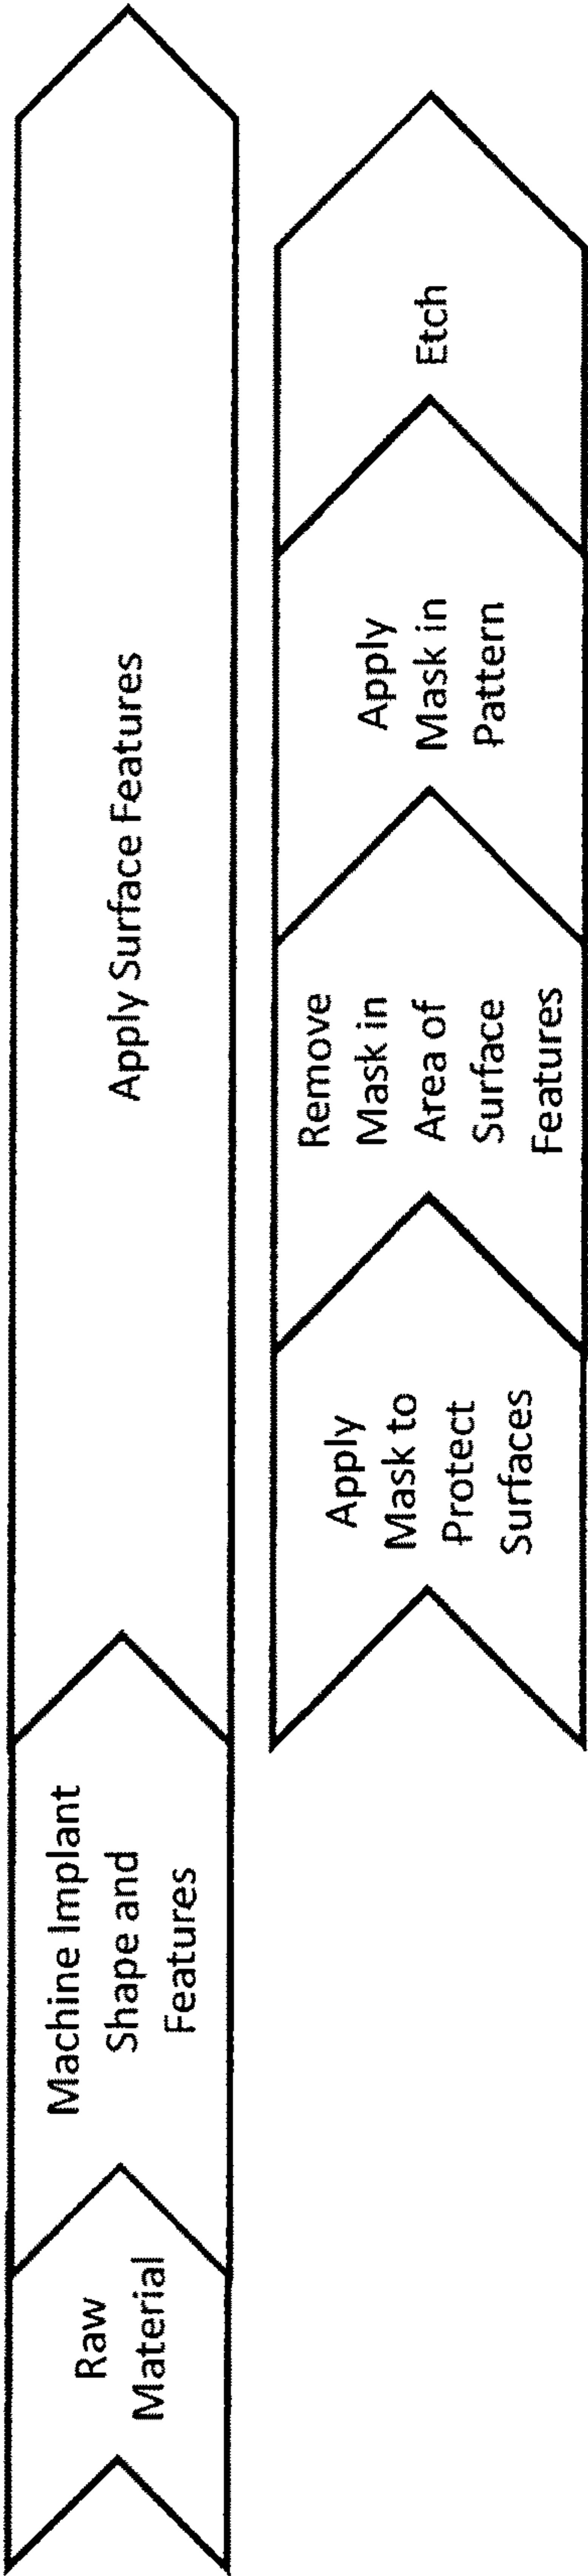 Raw
Material
Machine Implant
Shape and
Features
Apply Surface Features
Apply
Mask to
Protect
Surfaces
Remove
Mask in
Area of
Surface
Features
Apply
Mask in
Pattern
Etch